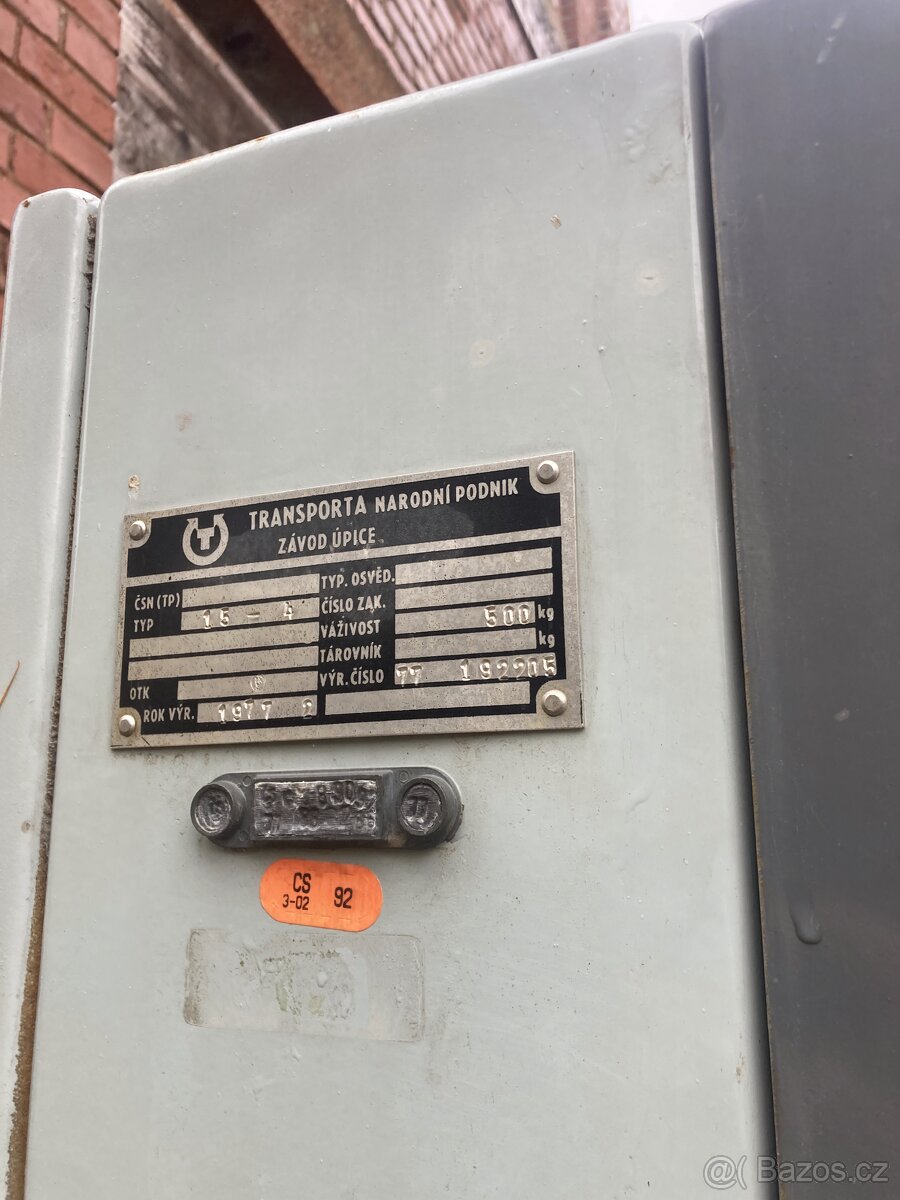 TRANSPORTA NARODNÍ PODNIK
ZÁVOD ÚPICE
T
ČSN (TP)
TYP 15 - 4
OTK
ROK VÝR. 1977 2
TYP. OSVĚD.
ČÍSLO ZAK.
VÁŽIVOST 500 kg
TÁROVNÍK kg
VÝR. ČÍSLO 77 192205
CS
3-02 92
@( Bazos.cz